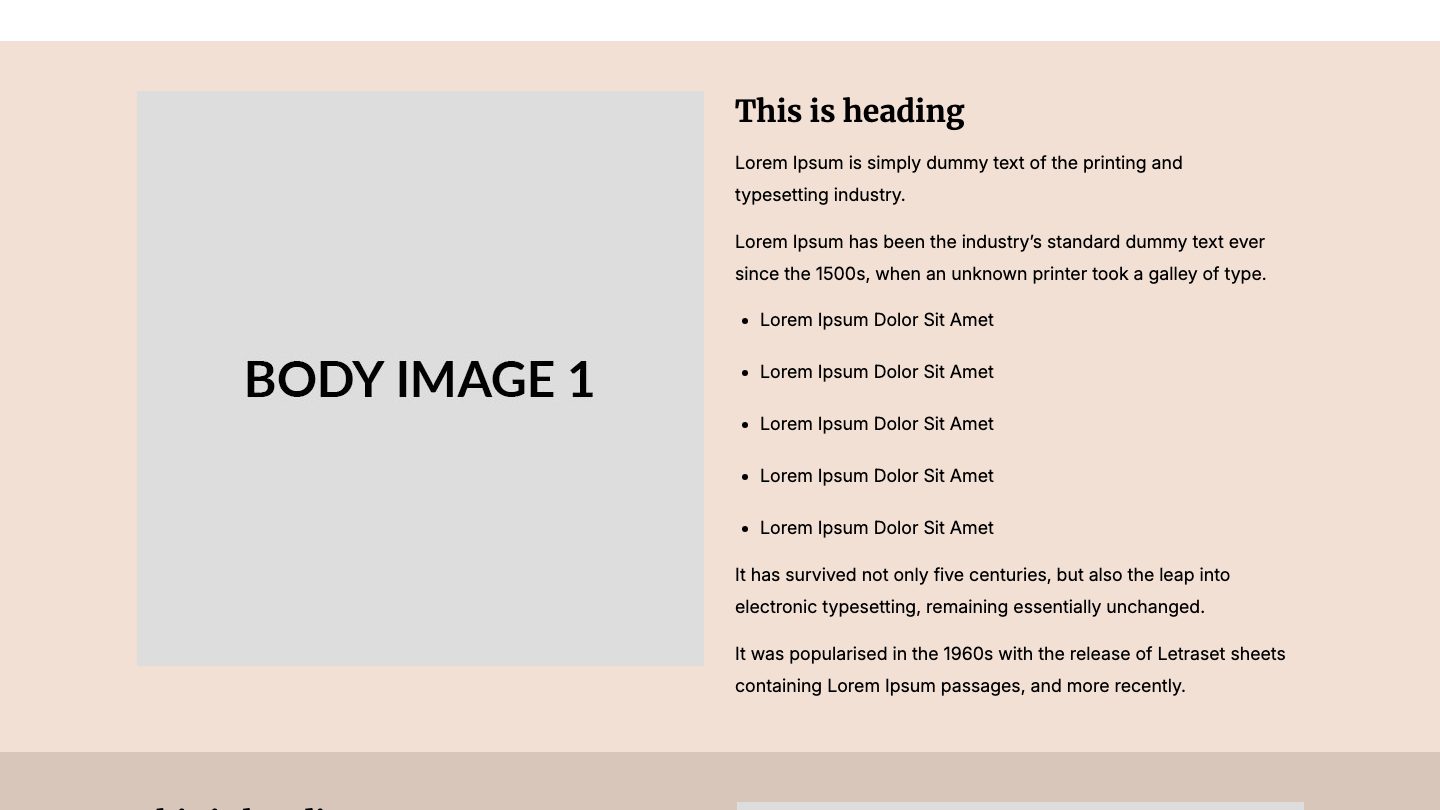 BODY IMAGE 1
This is heading
Lorem Ipsum is simply dummy text of the printing and
typesetting industry.
Lorem Ipsum has been the industry’s standard dummy text ever
since the 1500s, when an unknown printer took a galley of type.
• Lorem Ipsum Dolor Sit Amet
• Lorem Ipsum Dolor Sit Amet
• Lorem Ipsum Dolor Sit Amet
• Lorem Ipsum Dolor Sit Amet
• Lorem Ipsum Dolor Sit Amet
It has survived not only five centuries, but also the leap into
electronic typesetting, remaining essentially unchanged.
It was popularised in the 1960s with the release of Letraset sheets
containing Lorem Ipsum passages, and more recently.